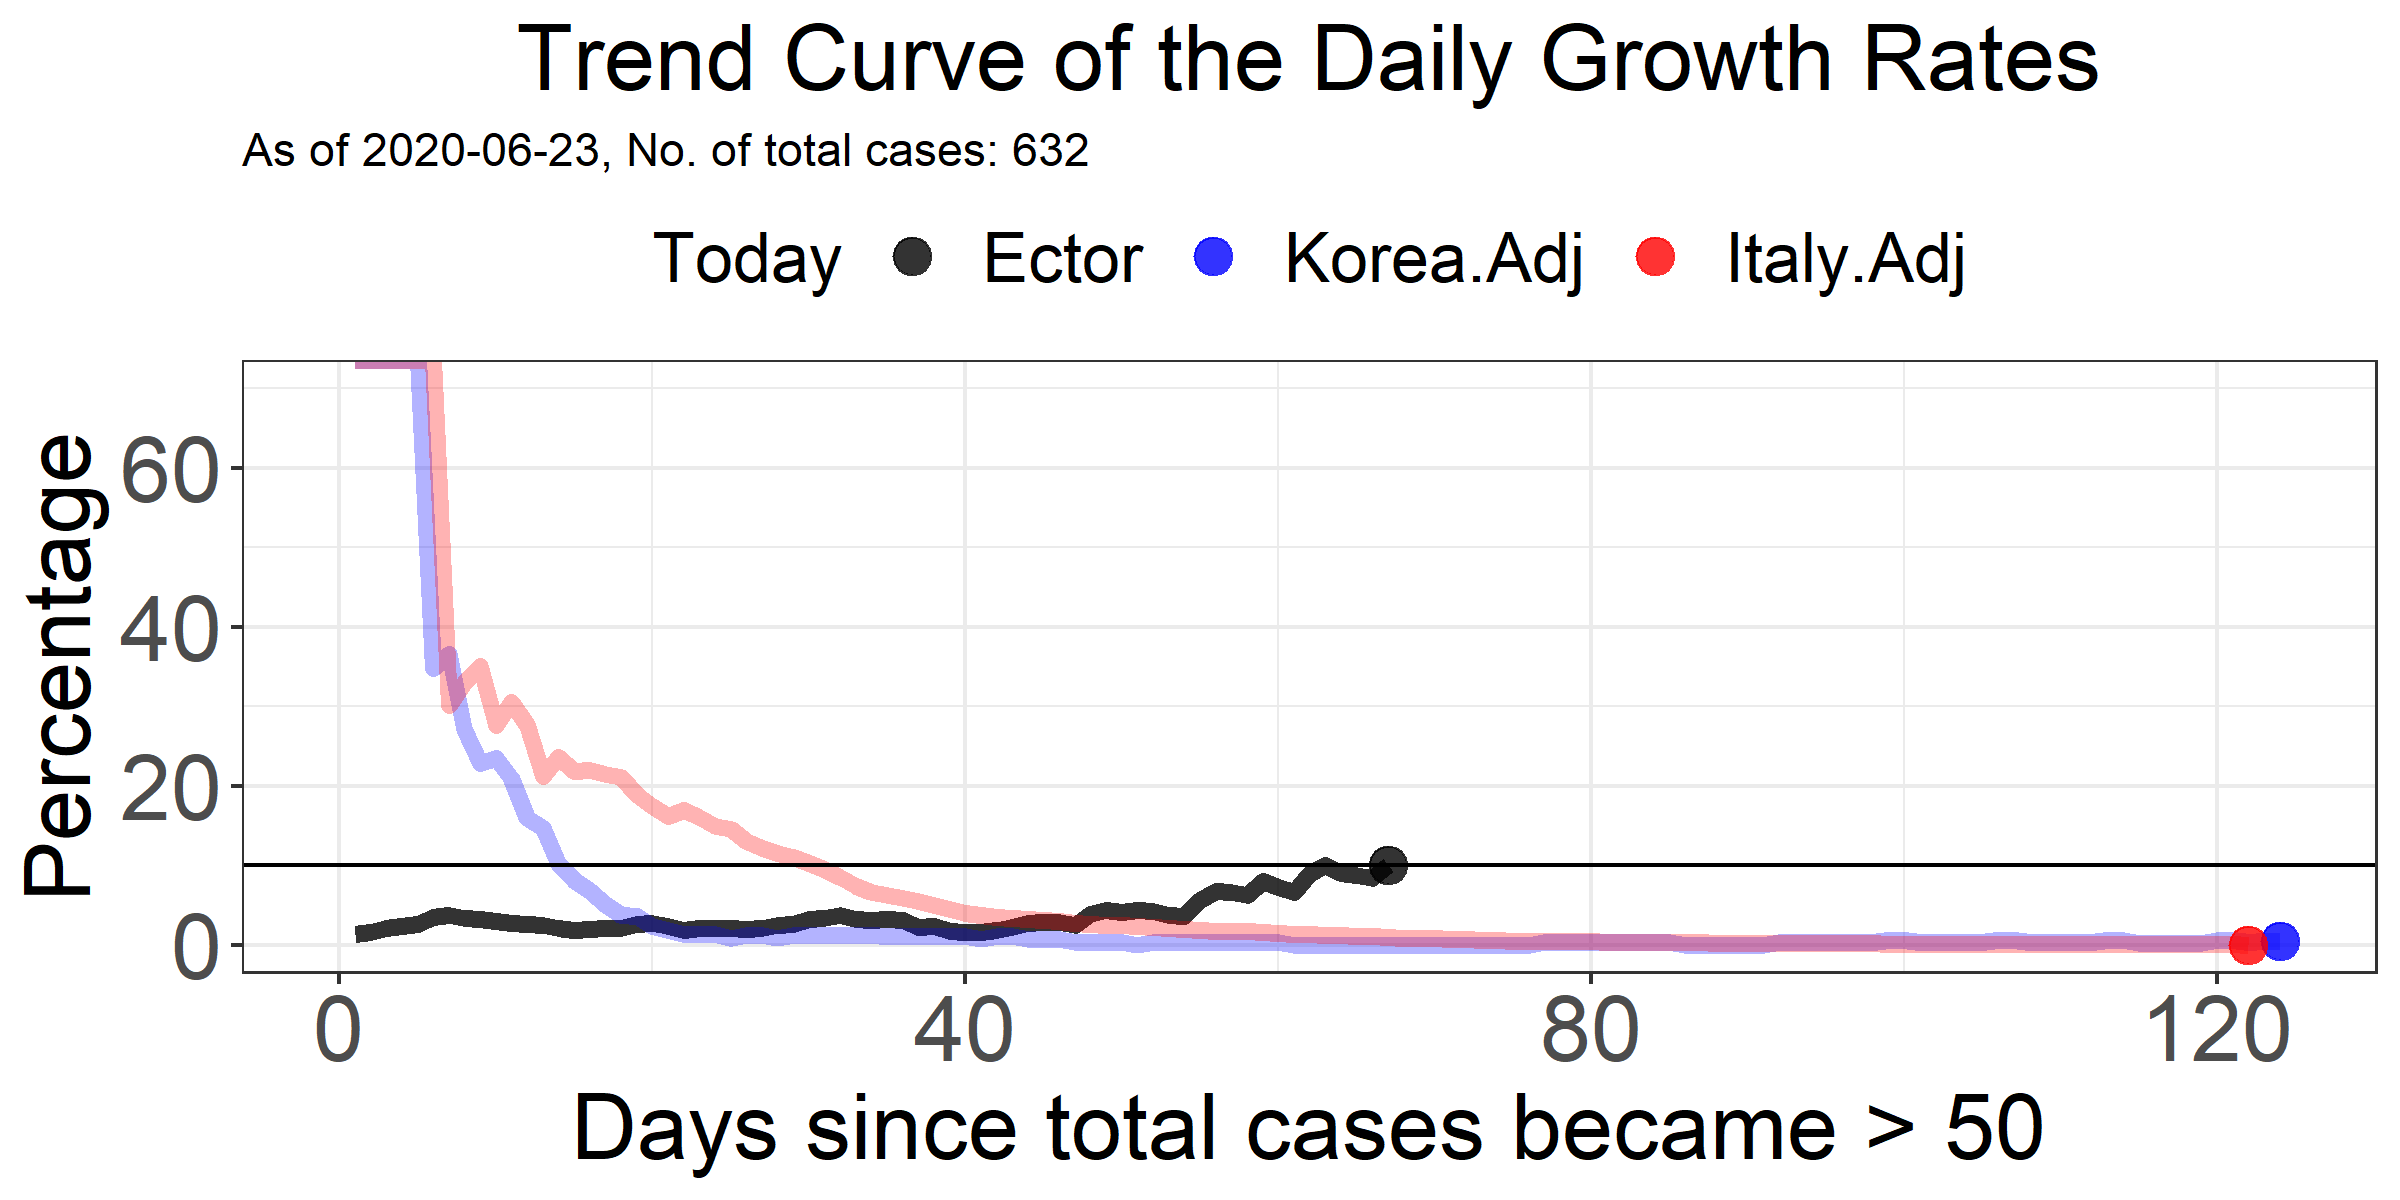 Trend Curve of the Daily Growth Rates
As of 2020-06-23, No. of total cases: 632
Today Ector Korea.Adj Italy.Adj
Percentage
60
40
20
0
0 40 80 120
Days since total cases became > 50